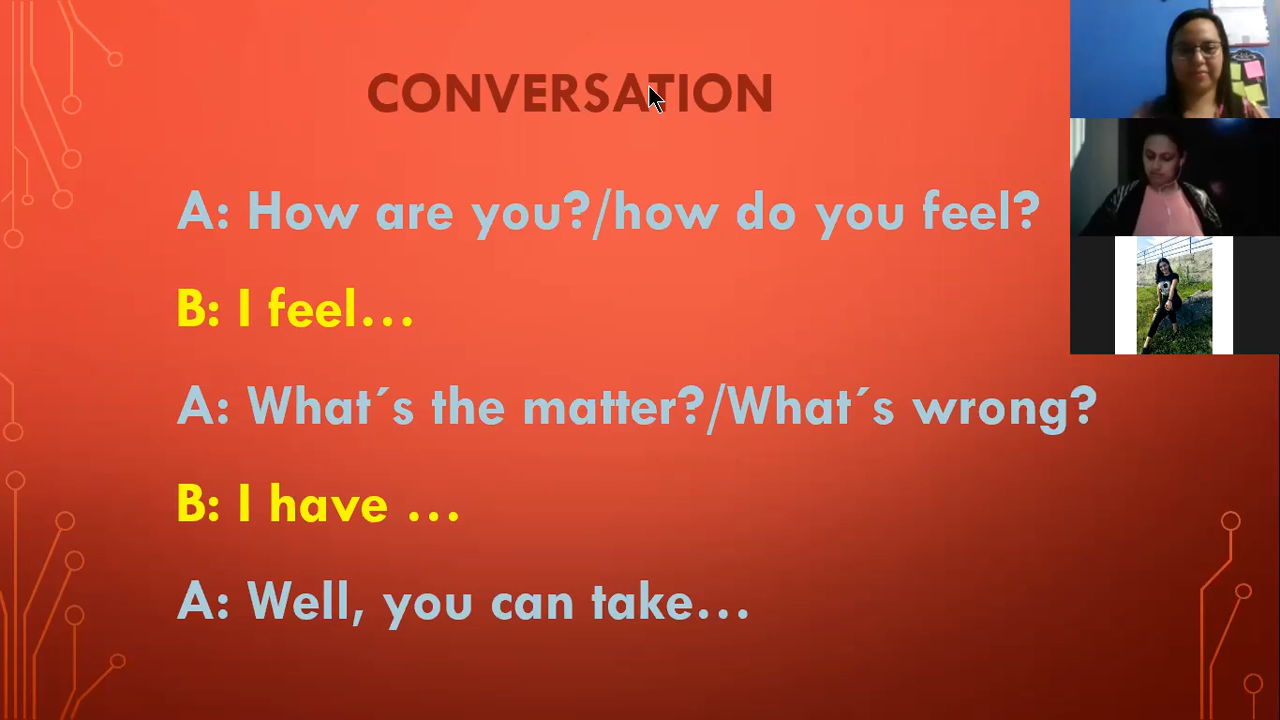 CONVERSATION
A: How are you?/how do you feel?
B: I feel...
A: What´s the matter?/What´s wrong?
B: I have ...
A: Well, you can take...